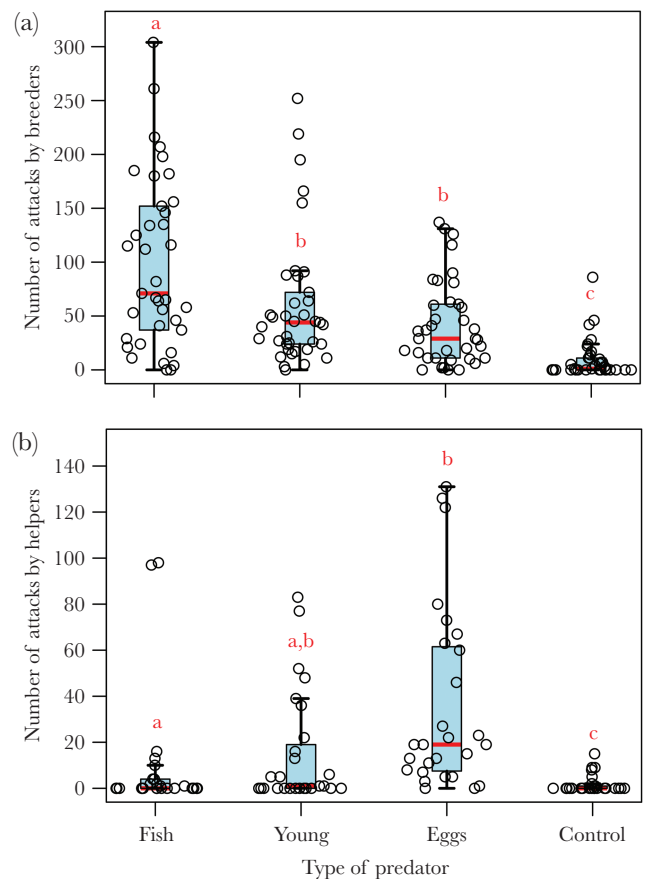 (a)
Number of attacks by breeders
300
250
200
150
100
50
0
a
b
b
c
(b)
Number of attacks by helpers
140
120
100
80
60
40
20
0
a
a,b
b
c
Fish Young Eggs Control
Type of predator